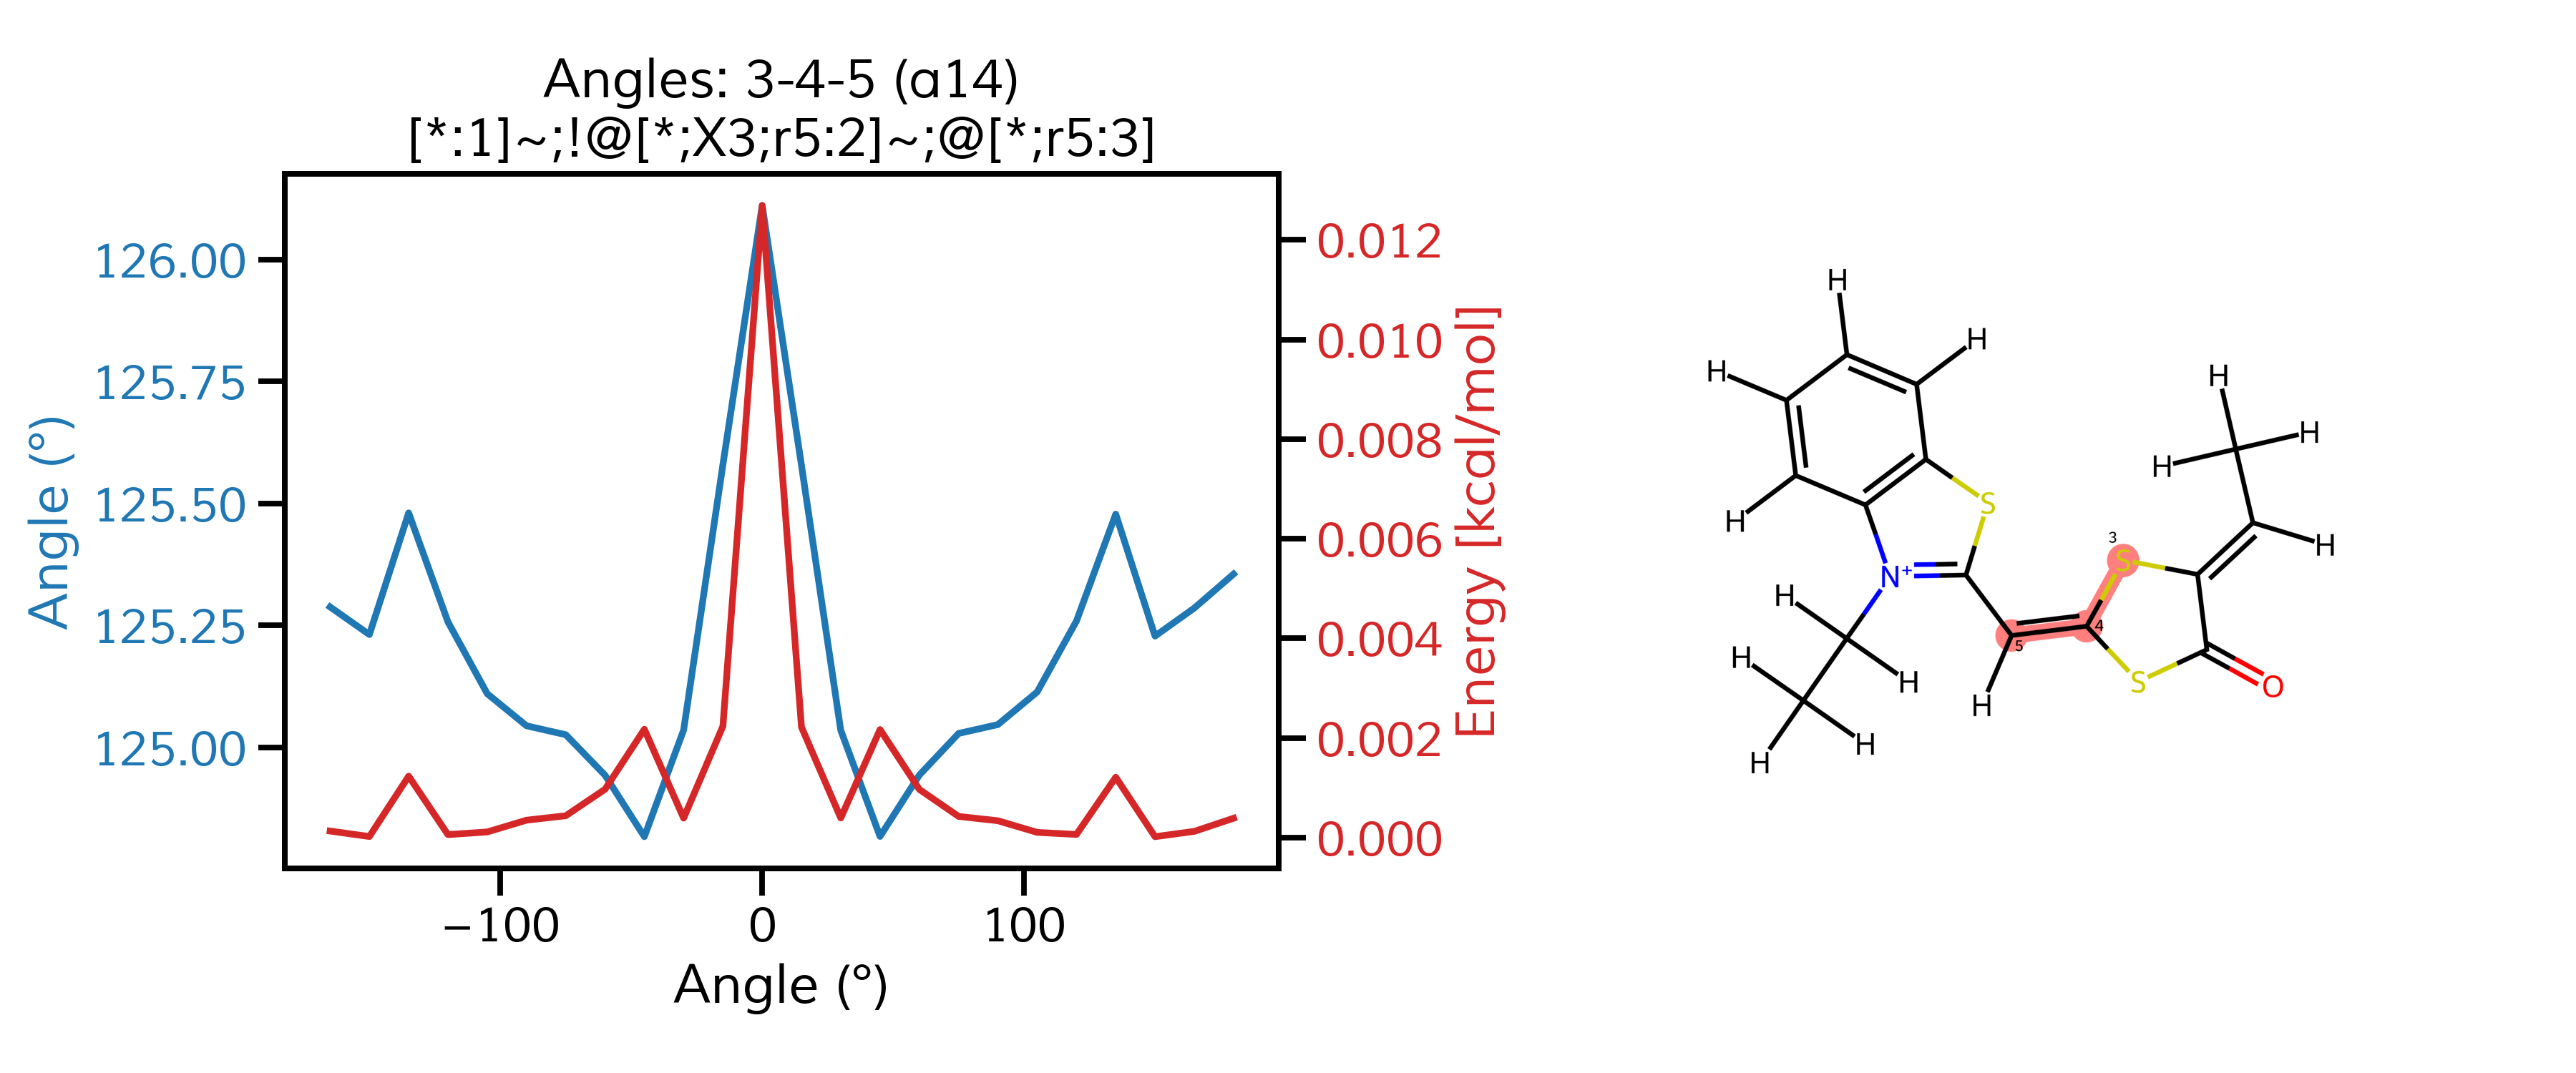 Angles: 3-4-5 (a14)
[*:1]~;!@[*;X3;r5:2]~;@[*;r5:3]
126.00
125.75
125.50
125.25
125.00
Angle (°)
0.012
0.010
0.008
0.006
0.004
0.002
0.000
Energy [kcal/mol]
−100
0
100
Angle (°)
H
H
H
H
H
S
H
H
3
S
H
N+
H
4
5
H
H
S
O
H
H
H
H